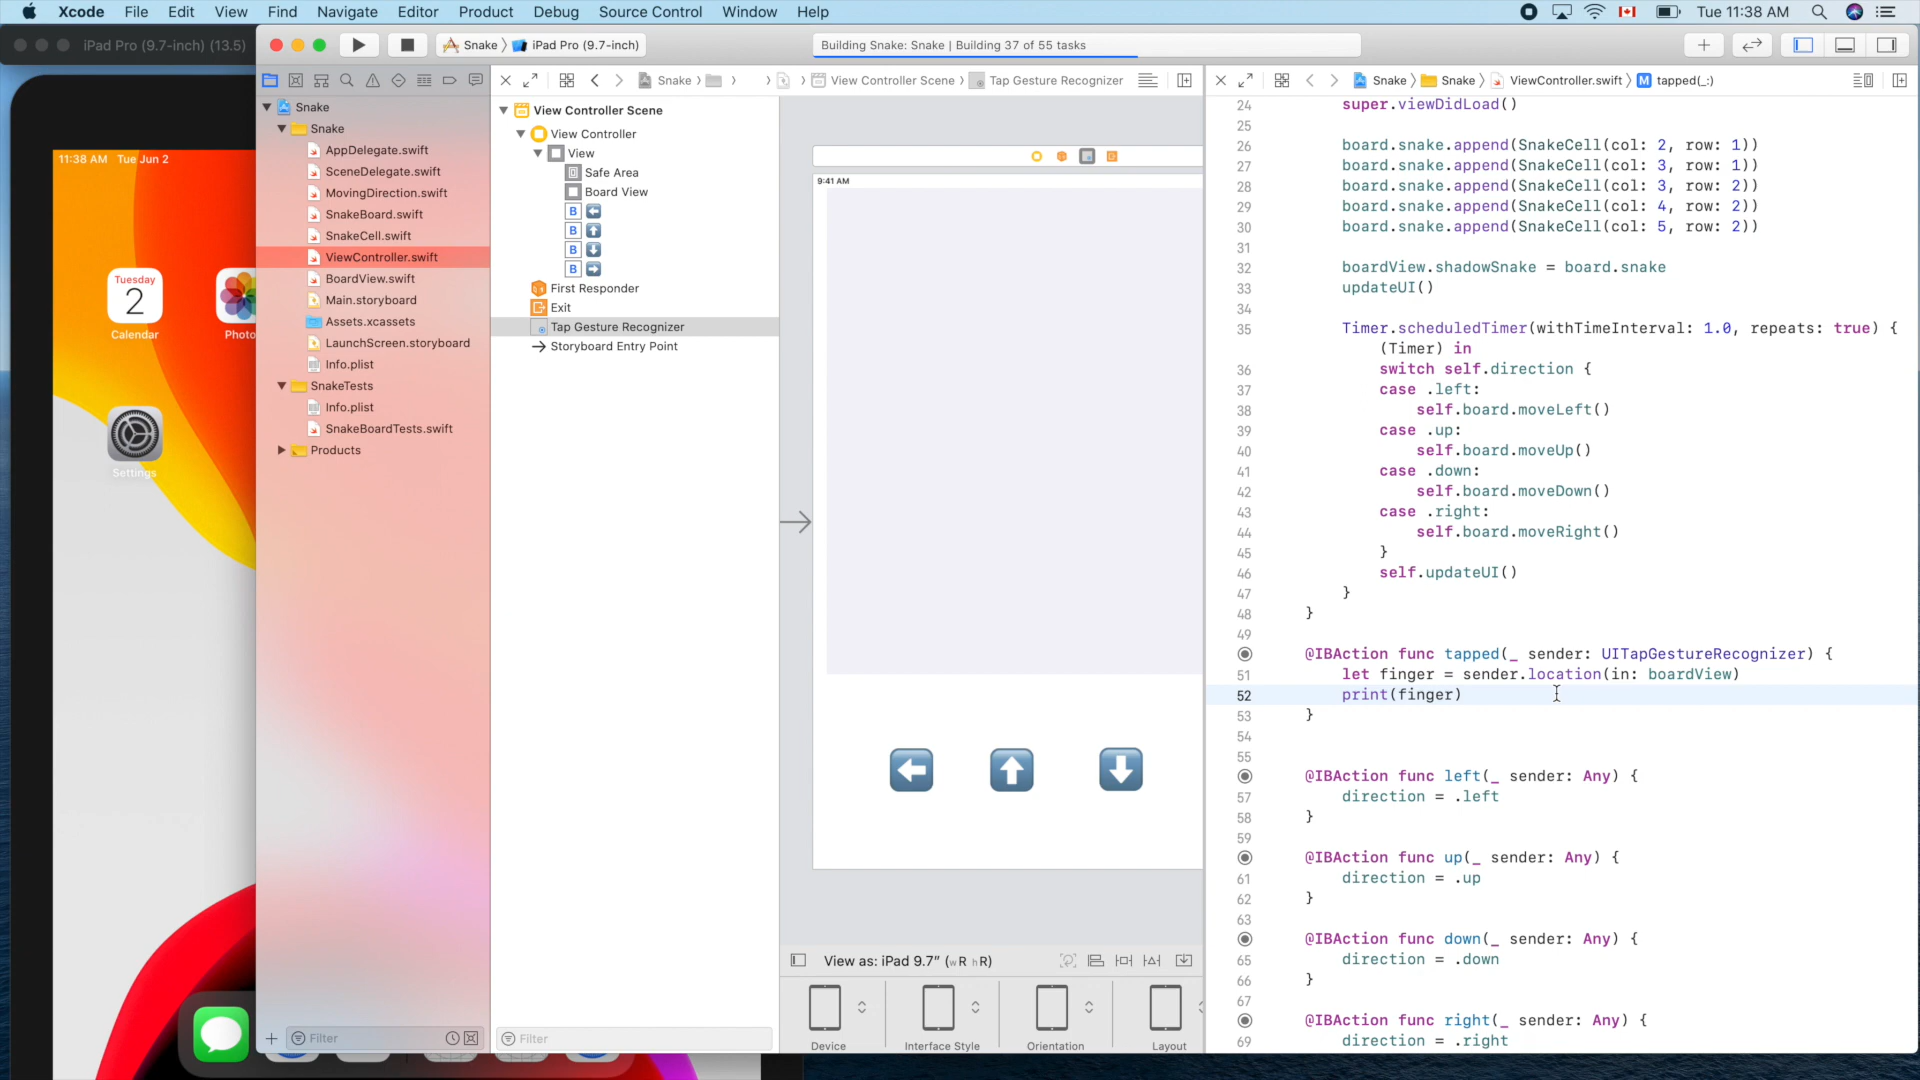 Xcode File Edit View Find Navigate Editor Product Debug Source Control Window Help
Tue 11:38 AM
iPad Pro (9.7-inch) (13.5)
Snake iPad Pro (9.7-inch)
Building Snake: Snake | Building 37 of 55 tasks
Snake
View Controller Scene
Tap Gesture Recognizer
Snake Snake ViewController.swift M tapped(_:)
11:38 AM Tue Jun 2
Tuesday
2
Calendar
Photo
Settings
Snake
Snake
AppDelegate.swift
SceneDelegate.swift
MovingDirection.swift
SnakeBoard.swift
SnakeCell.swift
ViewController.swift
BoardView.swift
Main.storyboard
Assets.xcassets
LaunchScreen.storyboard
Info.plist
SnakeTests
Info.plist
SnakeBoardTests.swift
Products
Filter
View Controller Scene
View Controller
View
Safe Area
Board View
B
B
B
B
First Responder
Exit
Tap Gesture Recognizer
Storyboard Entry Point
Filter
9:41 AM
View as: iPad 9.7" (wR hR)
Device
Interface Style
Orientation
Layout
24 super.viewDidLoad()
25
26 board.snake.append(SnakeCell(col: 2, row: 1))
27 board.snake.append(SnakeCell(col: 3, row: 1))
28 board.snake.append(SnakeCell(col: 3, row: 2))
29 board.snake.append(SnakeCell(col: 4, row: 2))
30 board.snake.append(SnakeCell(col: 5, row: 2))
31
32 boardView.shadowSnake = board.snake
33 updateUI()
34
35 Timer.scheduledTimer(withTimeInterval: 1.0, repeats: true) {
(Timer) in
36 switch self.direction {
37 case .left:
38 self.board.moveLeft()
39 case .up:
40 self.board.moveUp()
41 case .down:
42 self.board.moveDown()
43 case .right:
44 self.board.moveRight()
45 }
46 self.updateUI()
47 }
48 }
49
@IBAction func tapped(_ sender: UITapGestureRecognizer) {
51 let finger = sender.location(in: boardView)
52 print(finger)
53 }
54
55
@IBAction func left(_ sender: Any) {
57 direction = .left
58 }
59
@IBAction func up(_ sender: Any) {
61 direction = .up
62 }
63
@IBAction func down(_ sender: Any) {
65 direction = .down
66 }
67
@IBAction func right(_ sender: Any) {
69 direction = .right